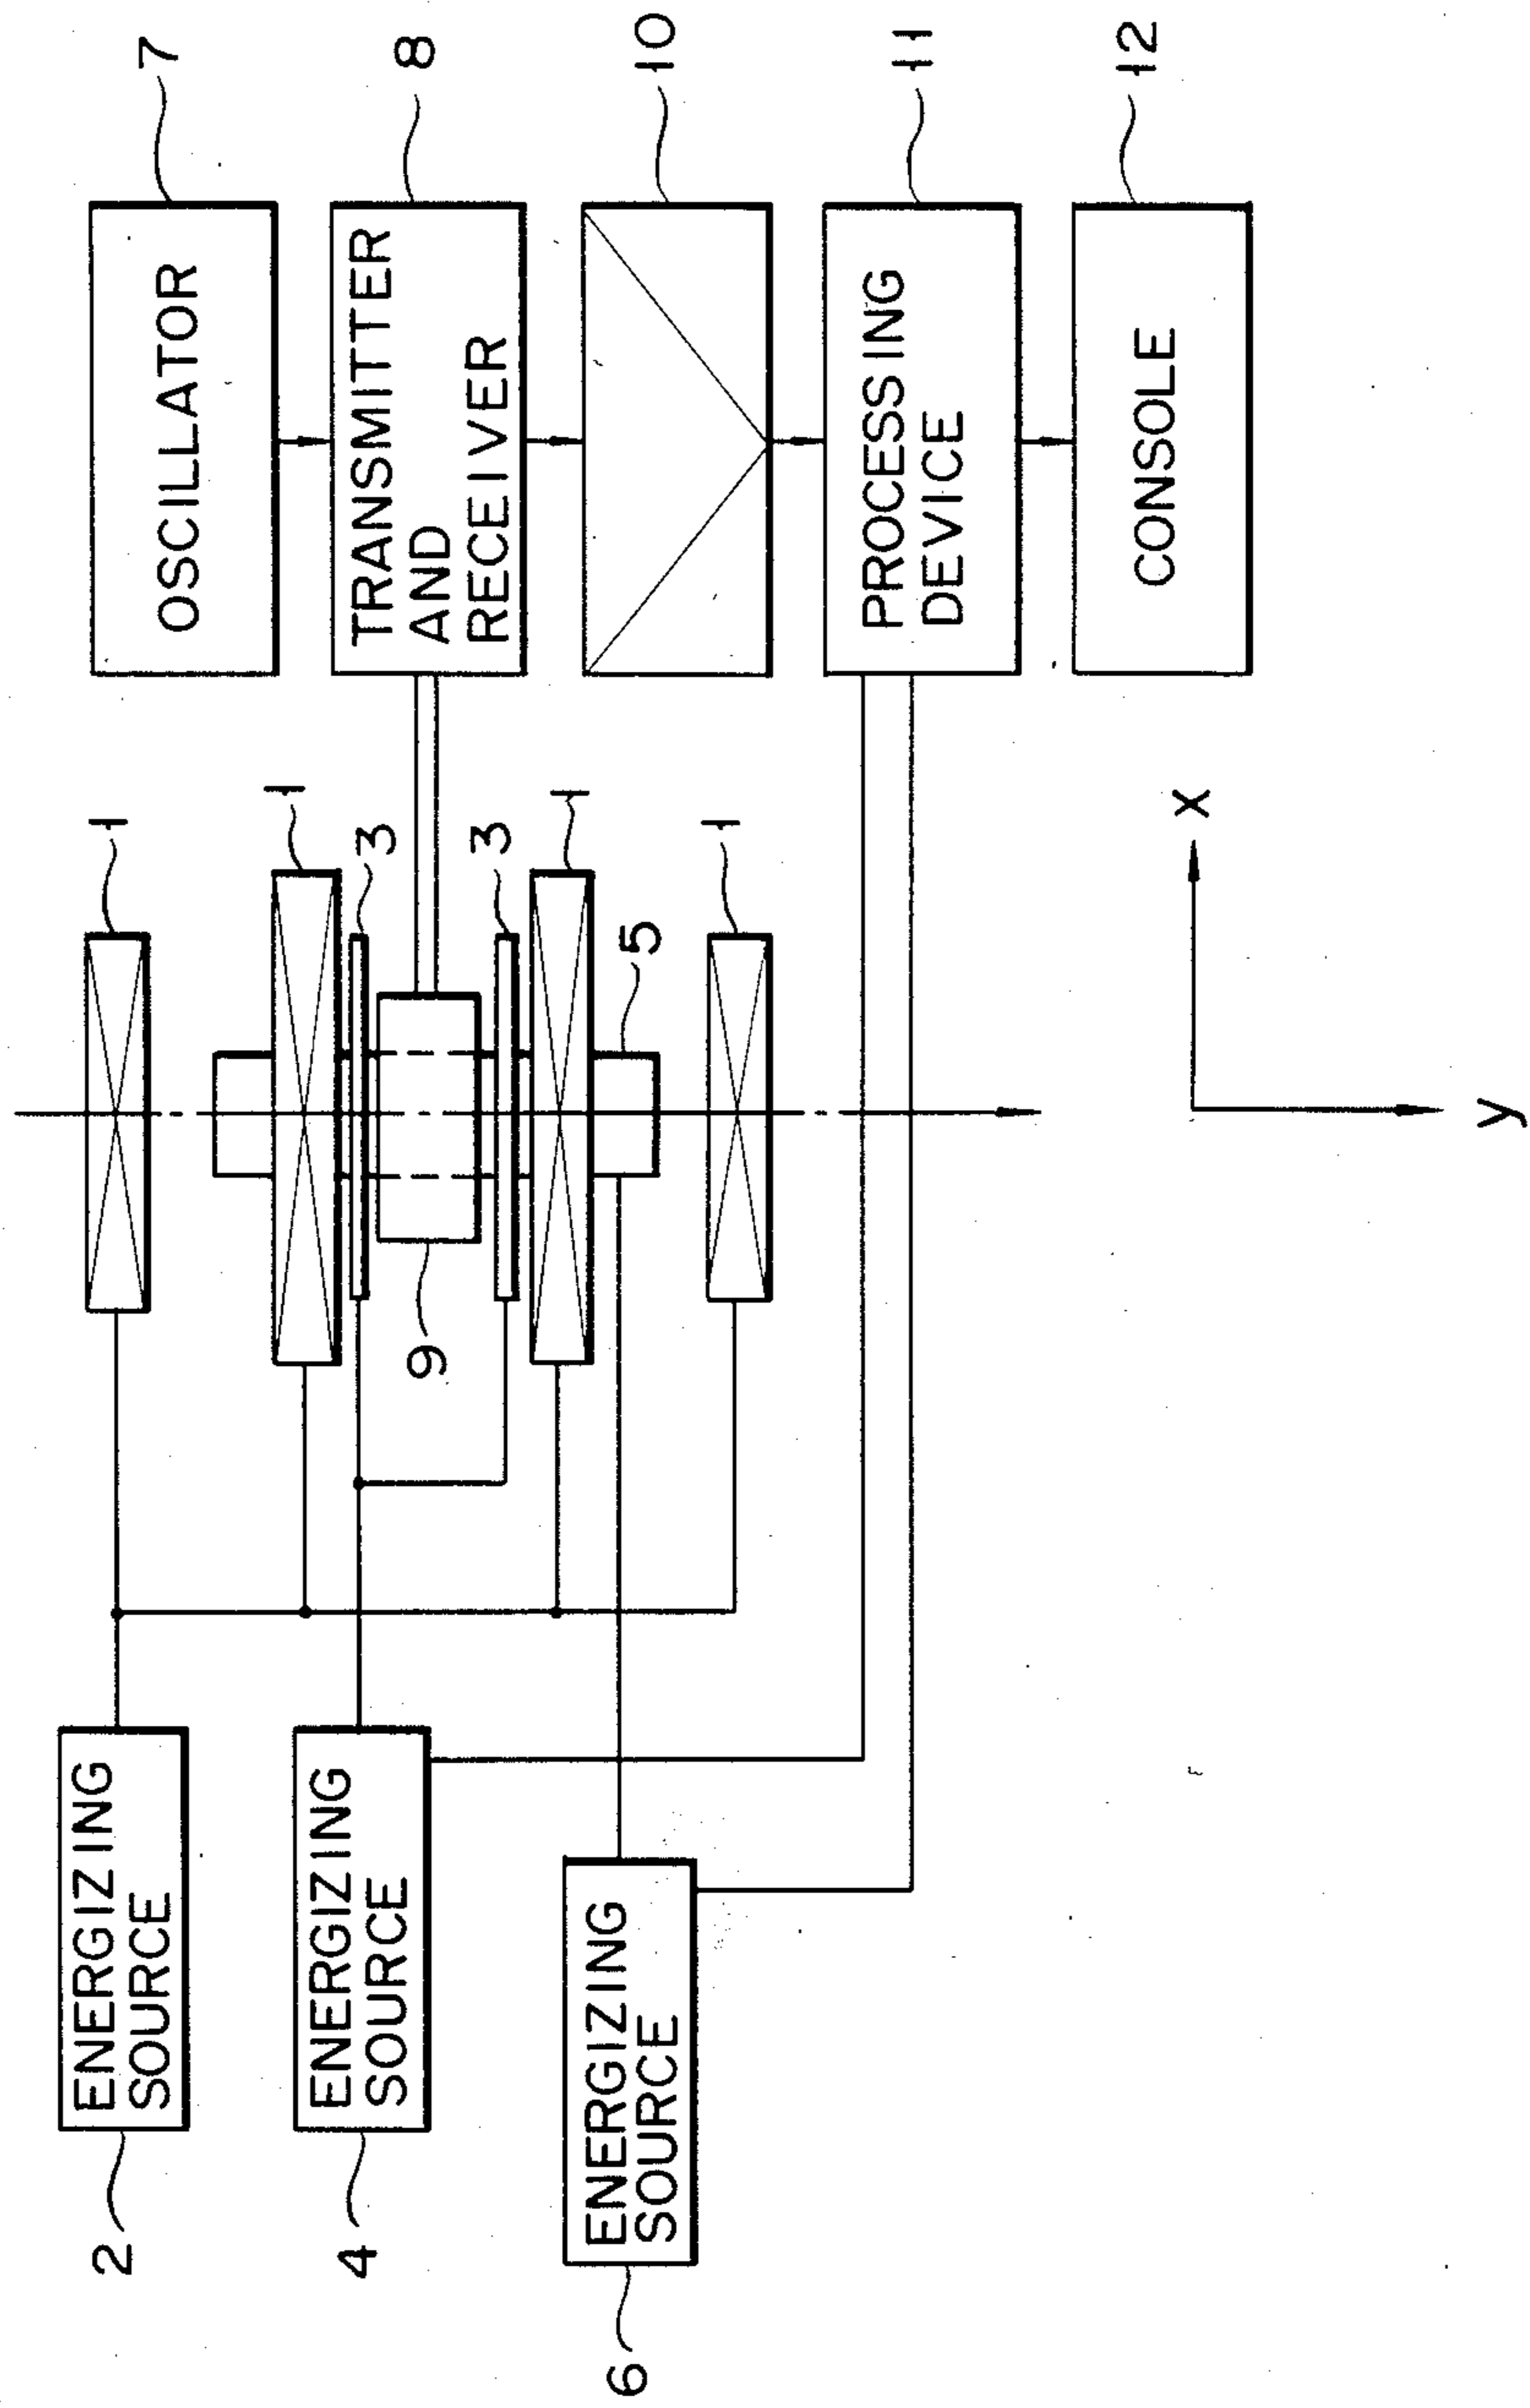 2
ENERGIZING
SOURCE
4
ENERGIZING
SOURCE
6
ENERGIZING
SOURCE
1
1
3
9
3
1
5
1
7
OSCILLATOR
8
TRANSMITTER
AND
RECEIVER
10
11
PROCESSING
DEVICE
12
CONSOLE
X
y